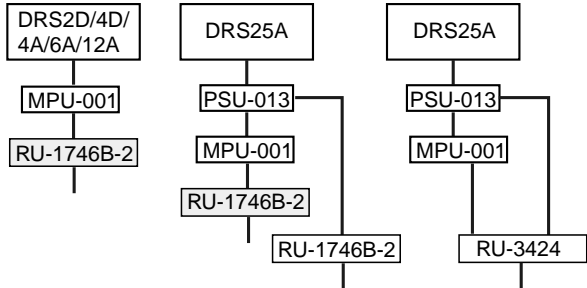 DRS2D/4D/
4A/6A/12A
MPU-001
RU-1746B-2
DRS25A
PSU-013
MPU-001
RU-1746B-2
RU-1746B-2
DRS25A
PSU-013
MPU-001
RU-3424